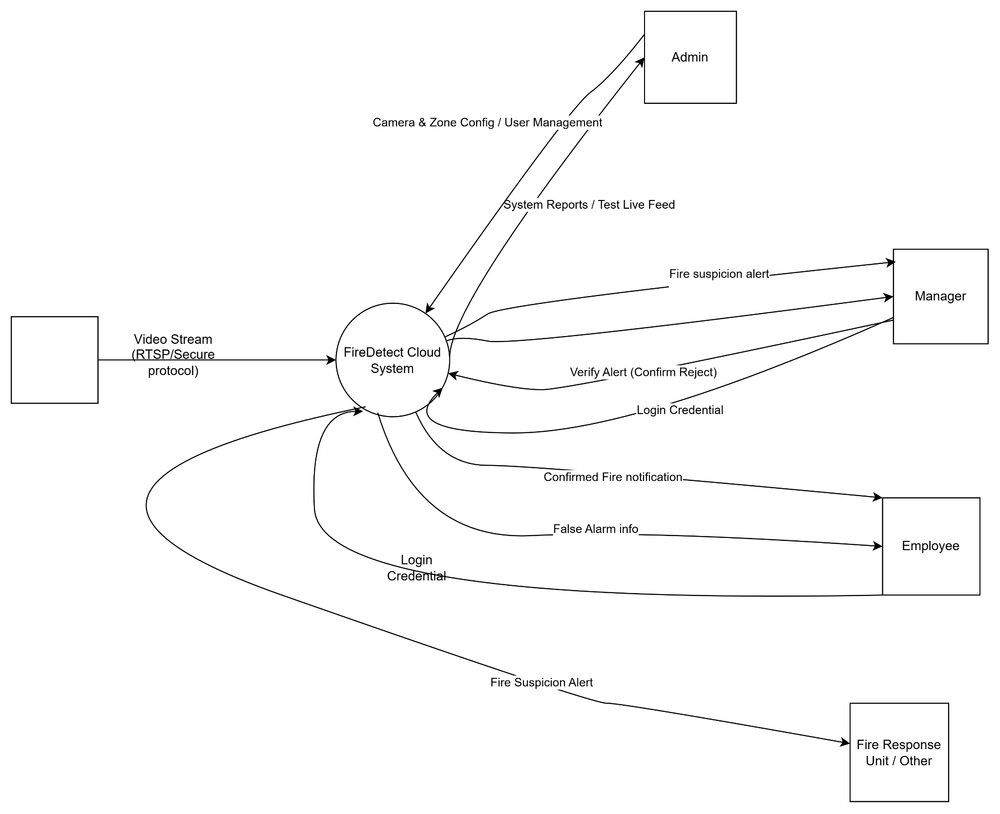 Admin
Camera & Zone Config / User Management
System Reports / Test Live Feed
Fire suspicion alert
Manager
Video Stream
(RTSP/Secure
protocol)
FireDetect Cloud
System
Verify Alert (Confirm Reject)
Login Credential
Confirmed Fire notification
False Alarm info
Employee
Login
Credential
Fire Suspicion Alert
Fire Response
Unit / Other